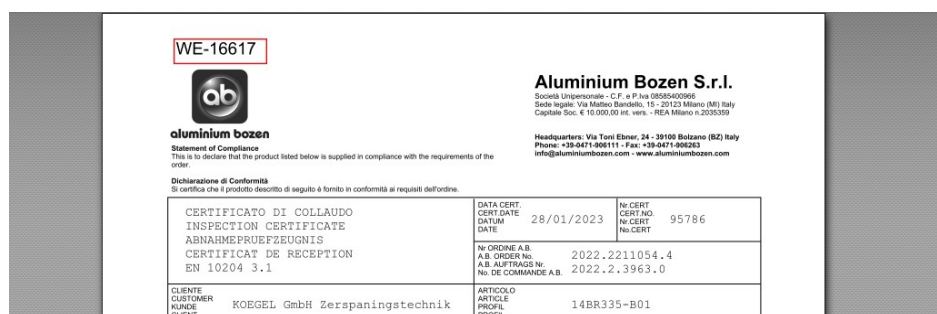 WE-16617
ab
aluminium bozen
Aluminium Bozen S.r.l.
Società Unipersonale - C.F. e P.Iva 08585400966
Sede legale: Via Matteo Bandello, 15 - 20123 Milano (MI) Italy
Capitale Soc. € 10.000,00 int. vers. - REA Milano n.2035359
Headquarters: Via Toni Ebner, 24 - 39100 Bolzano (BZ) Italy
Phone: +39-0471-906111 - Fax: +39-0471-906263
info@aluminiumbozen.com - www.aluminiumbozen.com
Statement of Compliance
This is to declare that the product listed below is supplied in compliance with the requirements of the
order.
Dichiarazione di Conformità
Si certifica che il prodotto descritto di seguito è fornito in conformità ai requisiti dell'ordine.
CERTIFICATO DI COLLAUDO
INSPECTION CERTIFICATE
ABNAHMEPRUEFZEUGNIS
CERTIFICAT DE RECEPTION
EN 10204 3.1
DATA CERT.
CERT.DATE
DATUM
DATE
28/01/2023
Nr.CERT
CERT.NO.
Nr.CERT
No.CERT
95786
Nr ORDINE A.B.
A.B. ORDER No.
A.B. AUFTRAGS Nr.
No. DE COMMANDE A.B.
2022.2211054.4
2022.2.3963.0
CLIENTE
CUSTOMER
KUNDE
KOEGEL GmbH Zerspaningstechnik
ARTICOLO
ARTICLE
PROFIL
14BR335-B01